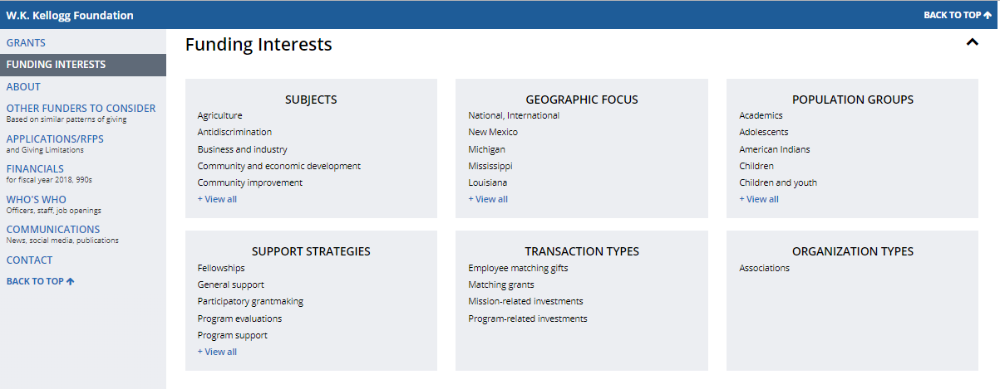 W.K. Kellogg Foundation
BACK TO TOP
GRANTS
FUNDING INTERESTS
ABOUT
OTHER FUNDERS TO CONSIDER
Based on similar patterns of giving
APPLICATIONS/RFPS
and Giving Limitations
FINANCIALS
for fiscal year 2018, 990s
WHO'S WHO
Officers, staff, job openings
COMMUNICATIONS
News, social media, publications
CONTACT
BACK TO TOP
Funding Interests
SUBJECTS
Agriculture
Antidiscrimination
Business and industry
Community and economic development
Community improvement
+ View all
GEOGRAPHIC FOCUS
National, International
New Mexico
Michigan
Mississippi
Louisiana
+ View all
POPULATION GROUPS
Academics
Adolescents
American Indians
Children
Children and youth
+ View all
SUPPORT STRATEGIES
Fellowships
General support
Participatory grantmaking
Program evaluations
Program support
+ View all
TRANSACTION TYPES
Employee matching gifts
Matching grants
Mission-related investments
Program-related investments
ORGANIZATION TYPES
Associations